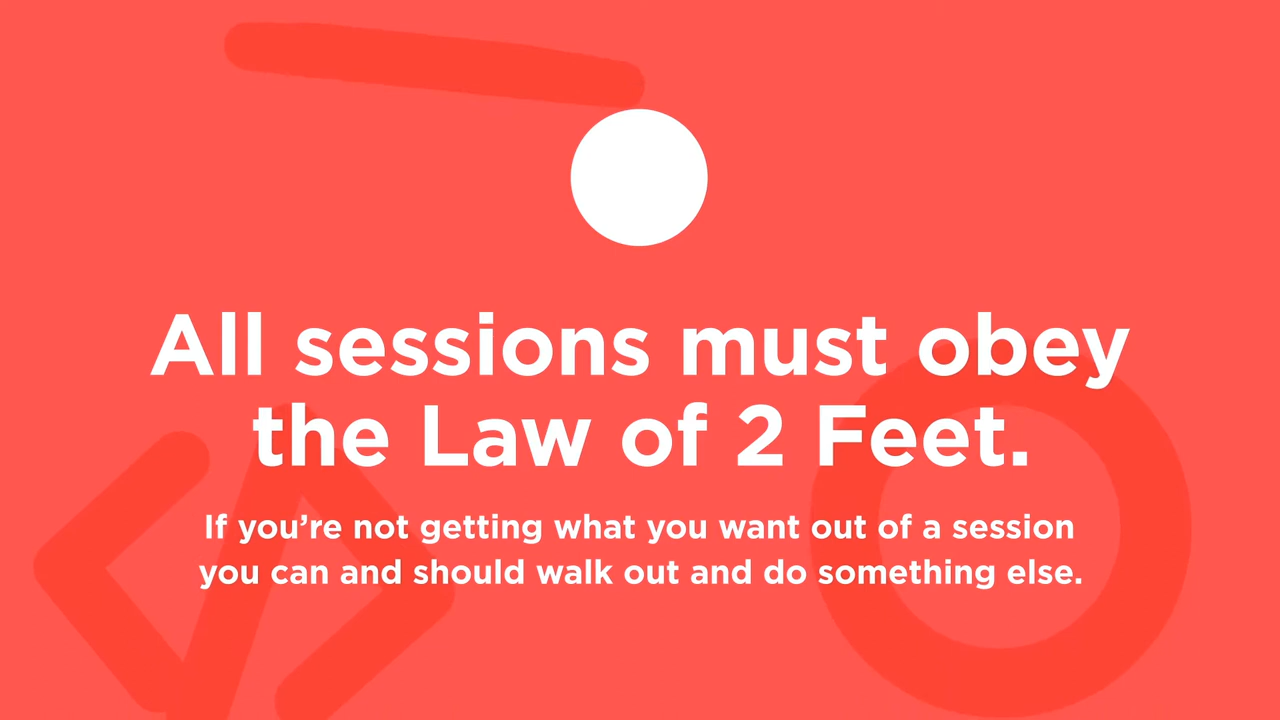 All sessions must obey
the Law of 2 Feet.
If you’re not getting what you want out of a session
you can and should walk out and do something else.